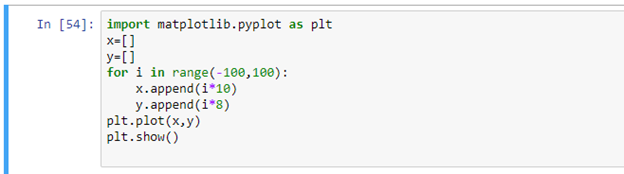 In [54]: import matplotlib.pyplot as plt
x=[]
y=[]
for i in range(-100,100):
    x.append(i*10)
    y.append(i*8)
plt.plot(x,y)
plt.show()